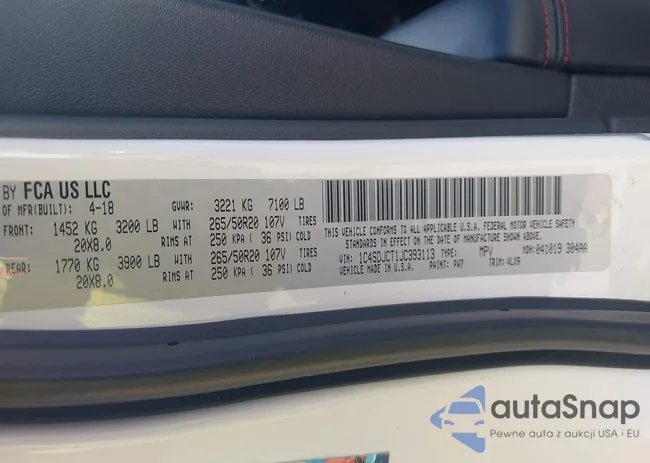 BY FCA US LLC
OF MFR(BUILT): 4-18 GVWR: 3221 KG 7100 LB
FRONT: 1452 KG 3200 LB WITH 265/50R20 107V TIRES
20X8.0 RIMS AT 250 KPA ( 36 PSI) COLD
REAR: 1770 KG 3900 LB WITH 265/50R20 107V TIRES
20X8.0 RIMS AT 250 KPA ( 36 PSI) COLD
THIS VEHICLE CONFORMS TO ALL APPLICABLE U.S.A. FEDERAL MOTOR VEHICLE SAFETY
STANDARDS IN EFFECT ON THE DATE OF MANUFACTURE SHOWN ABOVE.
VIN: 1C4SDJCT1JC393113 TYPE: MPV MDH: 041019 304AA
PAINT: PW7 TRIM: VLX9
autaSnap
Pewne auta z aukcji USA i EU